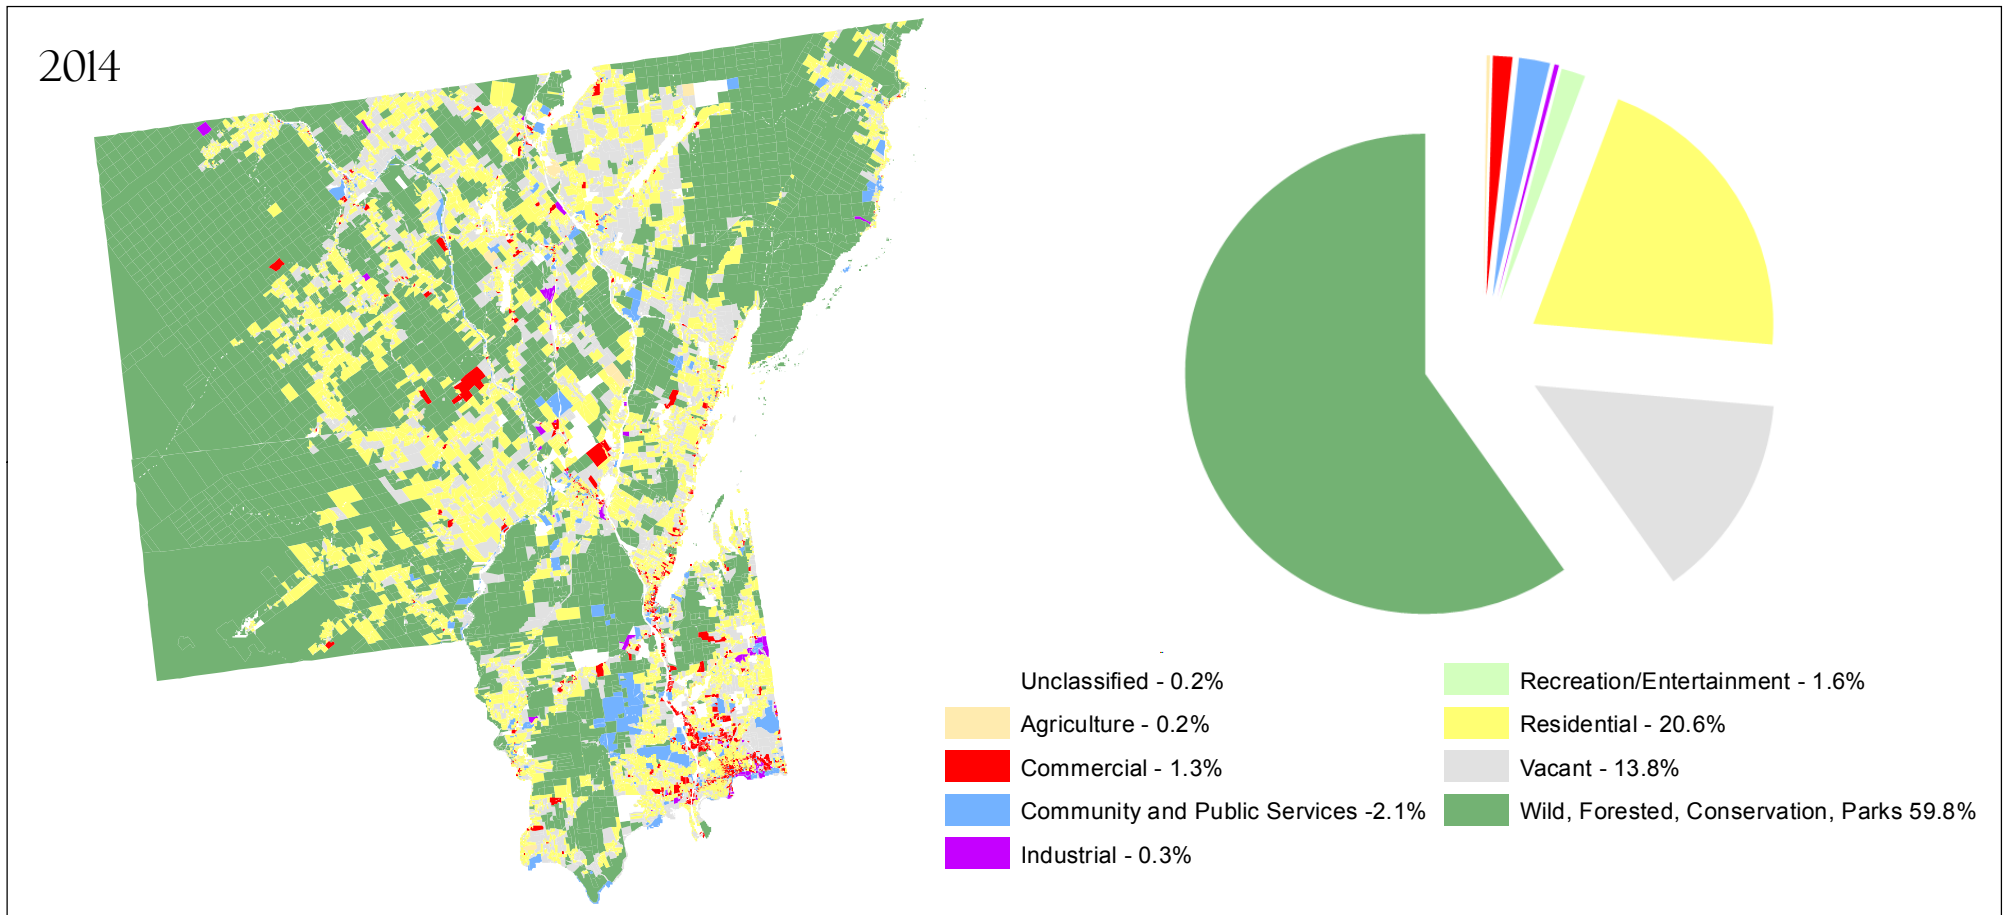 2014
Unclassified - 0.2%
Agriculture - 0.2%
Commercial - 1.3%
Community and Public Services -2.1%
Industrial - 0.3%
Recreation/Entertainment - 1.6%
Residential - 20.6%
Vacant - 13.8%
Wild, Forested, Conservation, Parks 59.8%